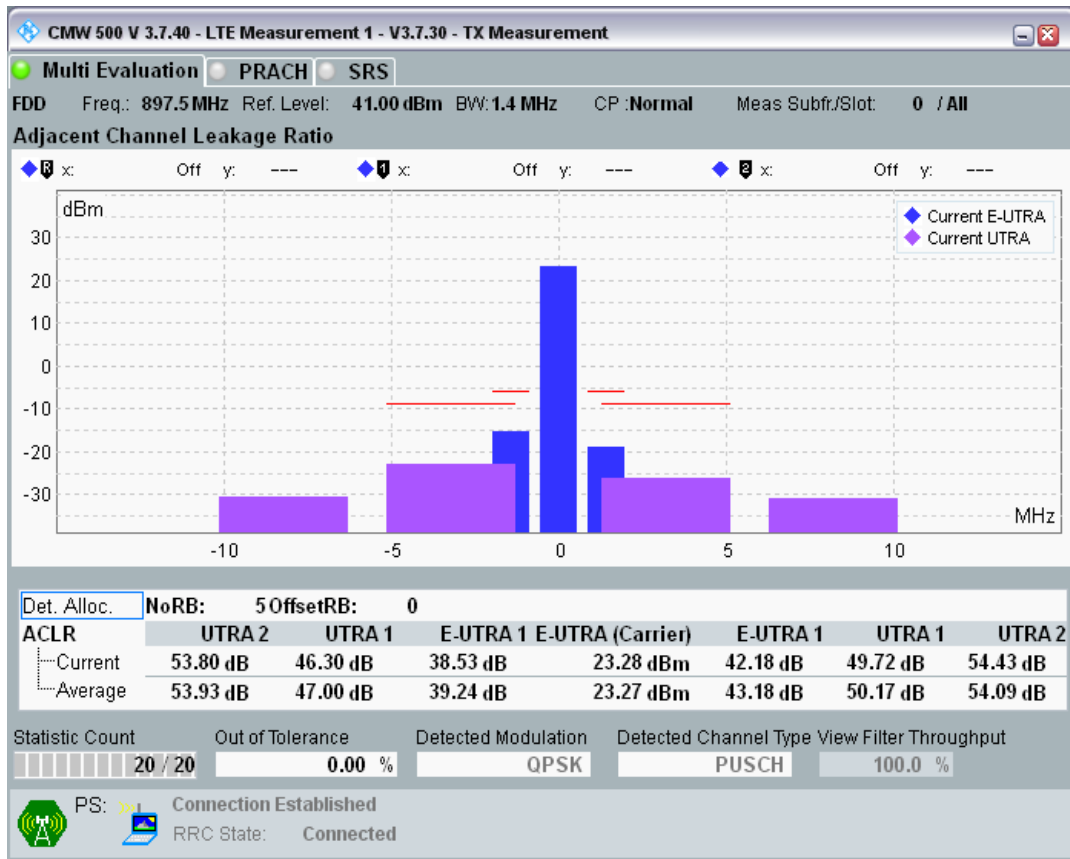 CMW 500 V 3.7.40 - LTE Measurement 1 - V3.7.30 - TX Measurement
Multi Evaluation PRACH SRS
FDD Freq.: 897.5 MHz Ref. Level: 41.00 dBm BW: 1.4 MHz CP :Normal Meas Subfr./Slot: 0 / All
Adjacent Channel Leakage Ratio
R x: Off y: --- 1 x: Off y: --- 2 x: Off y: ---
dBm
Current E-UTRA
Current UTRA
30
20
10
0
-10
-20
-30
MHz
-10 -5 0 5 10
Det. Alloc. NoRB: 5 OffsetRB: 0
ACLR UTRA 2 UTRA 1 E-UTRA 1 E-UTRA (Carrier) E-UTRA 1 UTRA 1 UTRA 2
Current 53.80 dB 46.30 dB 38.53 dB 23.28 dBm 42.18 dB 49.72 dB 54.43 dB
Average 53.93 dB 47.00 dB 39.24 dB 23.27 dBm 43.18 dB 50.17 dB 54.09 dB
Statistic Count Out of Tolerance Detected Modulation Detected Channel Type View Filter Throughput
20 / 20 0.00 % QPSK PUSCH 100.0 %
PS: Connection Established
RRC State: Connected